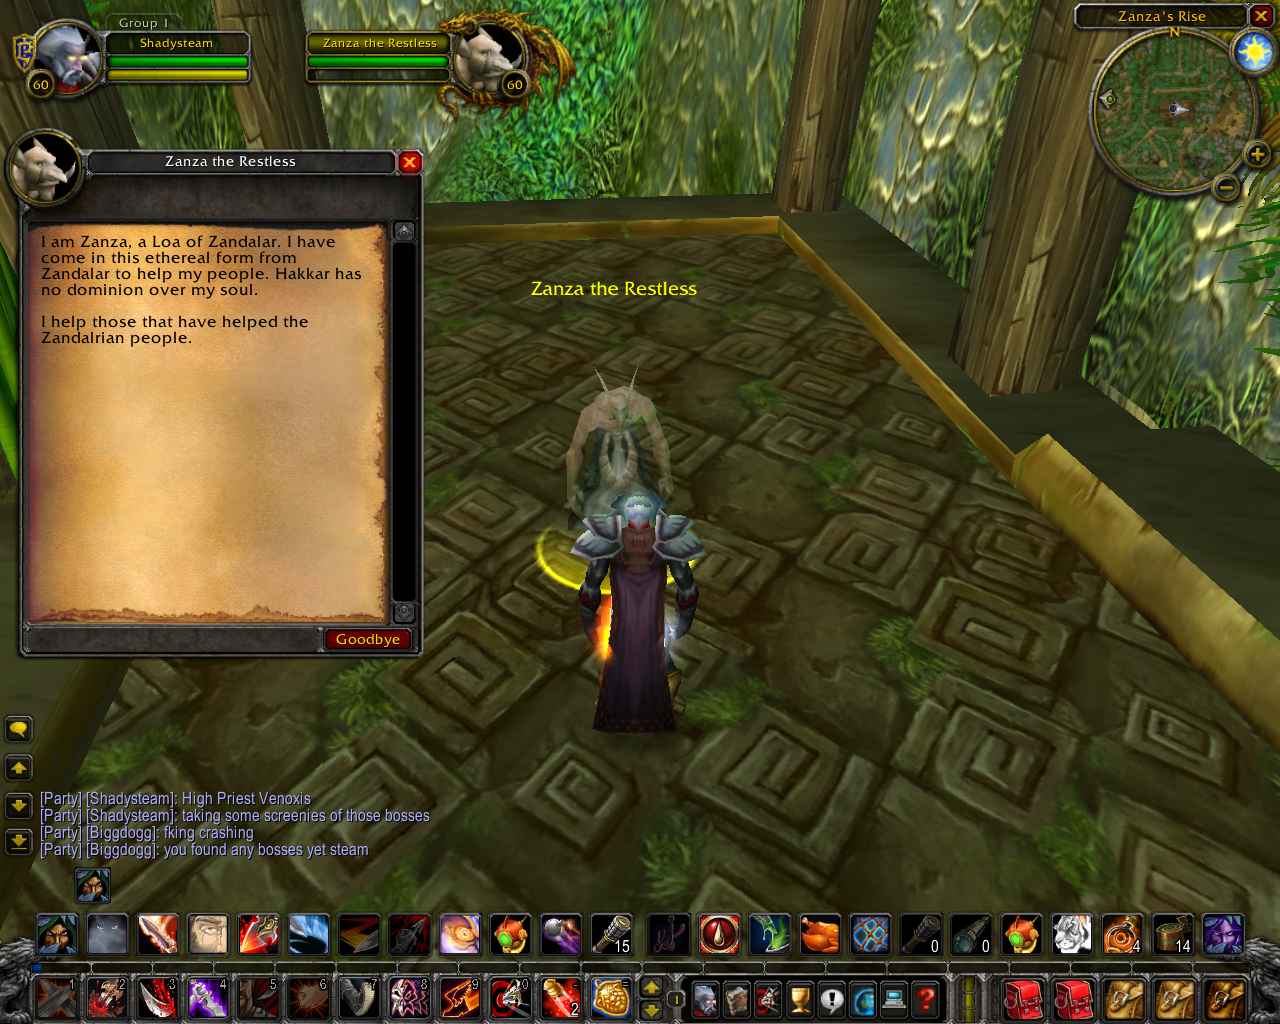 Group 1
Shadysteam
60
Zanza the Restless
60
Zanza's Rise
N
Zanza the Restless
I am Zanza, a Loa of Zandalar. I have
come in this ethereal form from
Zandalar to help my people. Hakkar has
no dominion over my soul.
I help those that have helped the
Zandalrian people.
Goodbye
Zanza the Restless
[Party] [Shadysteam]: High Priest Venoxis
[Party] [Shadysteam]: taking some screenies of those bosses
[Party] [Biggdogg]: fking crashing
[Party] [Biggdogg]: you found any bosses yet steam
15
0
0
4
14
1
2
3
4
5
6
7
8
9
0
-
2
=
1